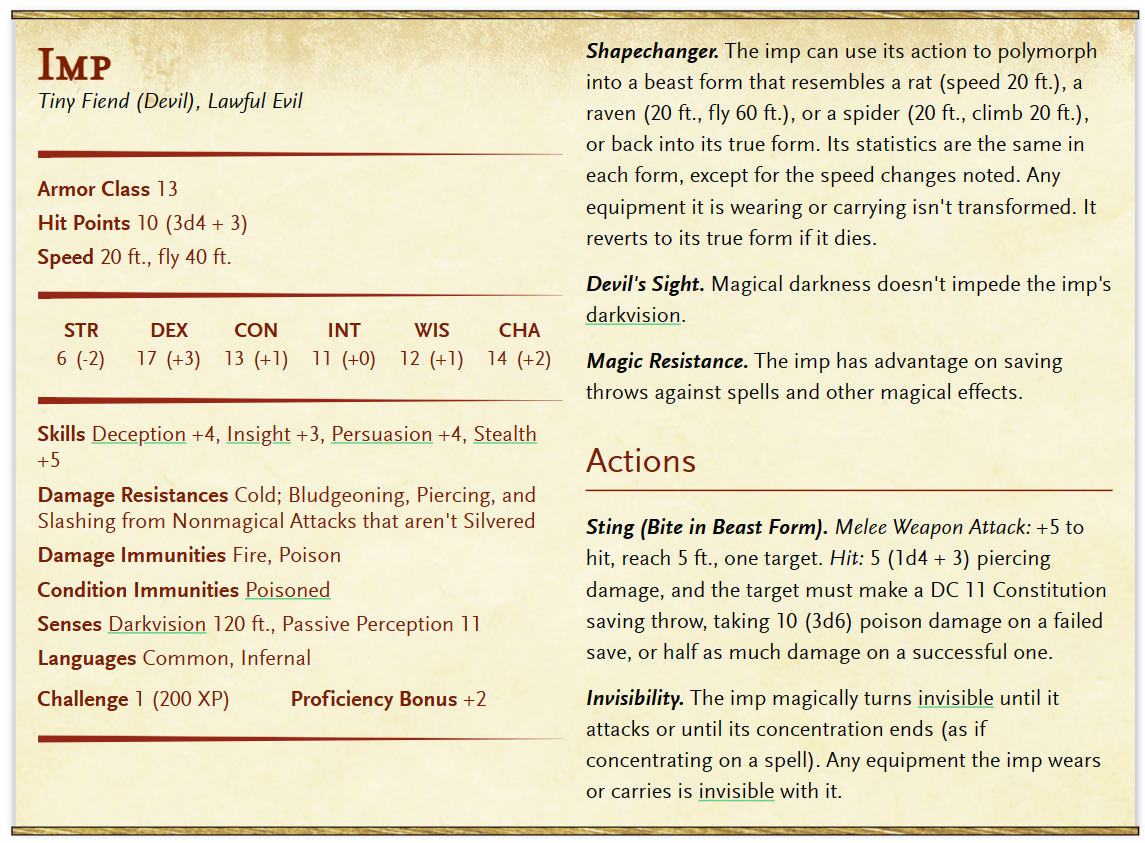 Imp
Tiny Fiend (Devil), Lawful Evil
Armor Class 13
Hit Points 10 (3d4 + 3)
Speed 20 ft., fly 40 ft.
STR DEX CON INT WIS CHA
6 (-2) 17 (+3) 13 (+1) 11 (+0) 12 (+1) 14 (+2)
Skills Deception +4, Insight +3, Persuasion +4, Stealth
+5
Damage Resistances Cold; Bludgeoning, Piercing, and
Slashing from Nonmagical Attacks that aren't Silvered
Damage Immunities Fire, Poison
Condition Immunities Poisoned
Senses Darkvision 120 ft., Passive Perception 11
Languages Common, Infernal
Challenge 1 (200 XP) Proficiency Bonus +2
Shapechanger. The imp can use its action to polymorph
into a beast form that resembles a rat (speed 20 ft.), a
raven (20 ft., fly 60 ft.), or a spider (20 ft., climb 20 ft.),
or back into its true form. Its statistics are the same in
each form, except for the speed changes noted. Any
equipment it is wearing or carrying isn't transformed. It
reverts to its true form if it dies.
Devil's Sight. Magical darkness doesn't impede the imp's
darkvision.
Magic Resistance. The imp has advantage on saving
throws against spells and other magical effects.
Actions
Sting (Bite in Beast Form). Melee Weapon Attack: +5 to
hit, reach 5 ft., one target. Hit: 5 (1d4 + 3) piercing
damage, and the target must make a DC 11 Constitution
saving throw, taking 10 (3d6) poison damage on a failed
save, or half as much damage on a successful one.
Invisibility. The imp magically turns invisible until it
attacks or until its concentration ends (as if
concentrating on a spell). Any equipment the imp wears
or carries is invisible with it.